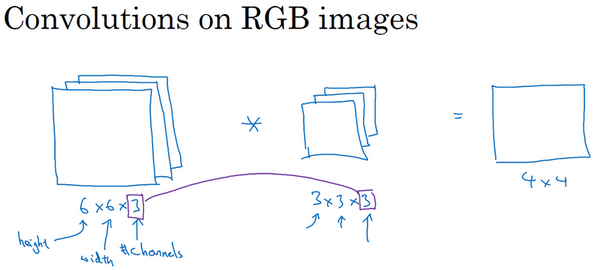 Convolutions on RGB images
* =
4 x 4
6 x 6 x 3
3 x 3 x 3
height
width
#channels